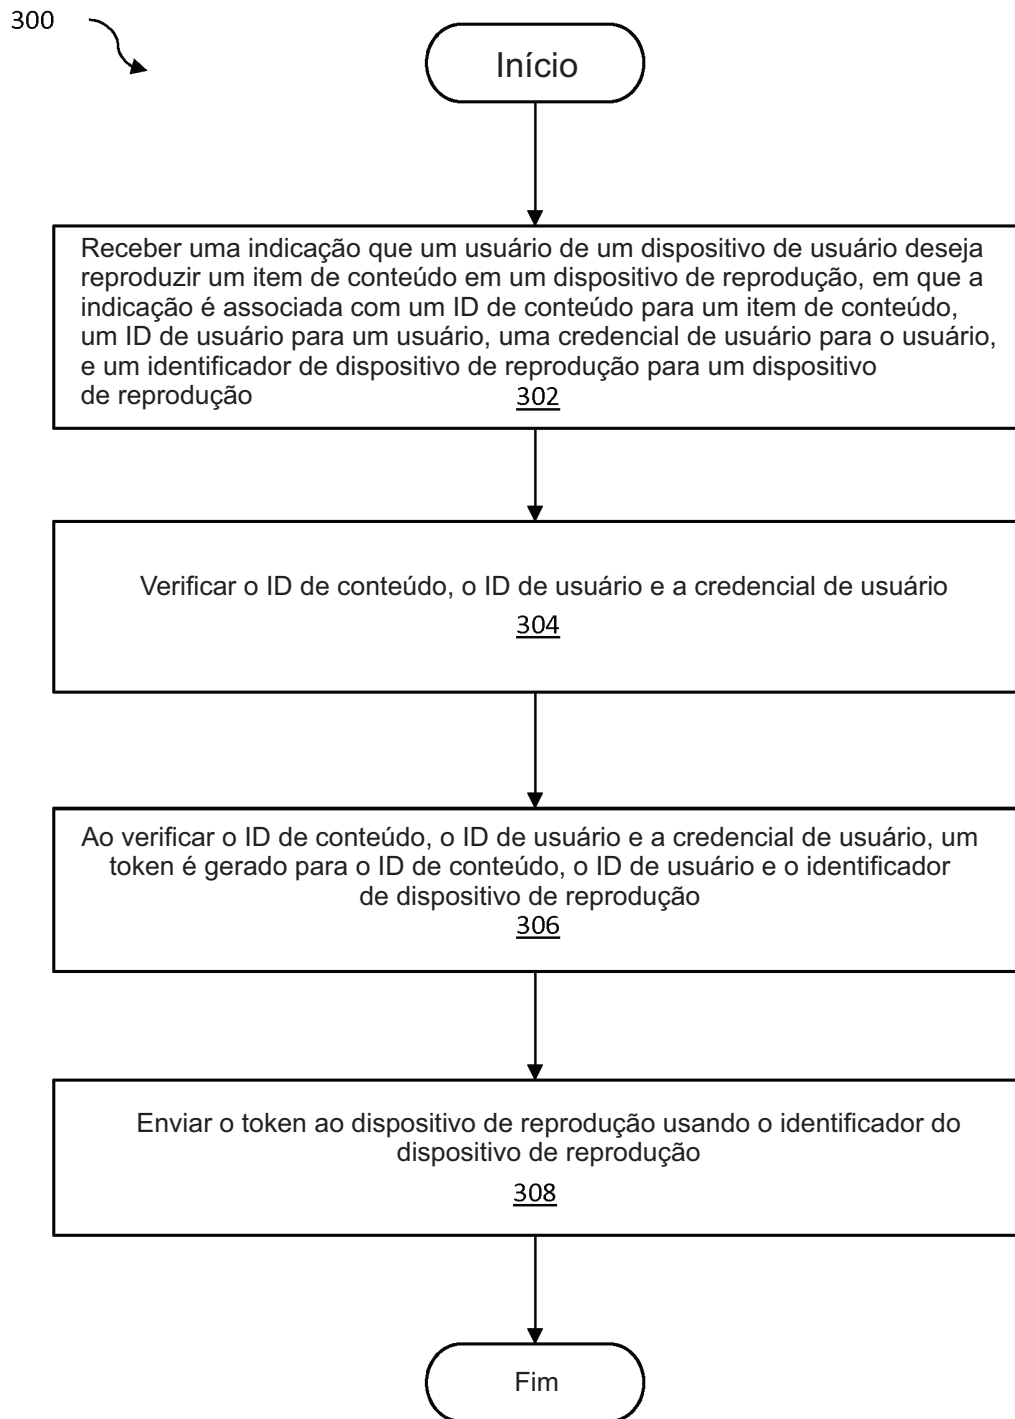 300
Início
Receber uma indicação que um usuário de um dispositivo de usuário deseja
reproduzir um item de conteúdo em um dispositivo de reprodução, em que a
indicação é associada com um ID de conteúdo para um item de conteúdo,
um ID de usuário para um usuário, uma credencial de usuário para o usuário,
e um identificador de dispositivo de reprodução para um dispositivo
de reprodução 302
Verificar o ID de conteúdo, o ID de usuário e a credencial de usuário
304
Ao verificar o ID de conteúdo, o ID de usuário e a credencial de usuário, um
token é gerado para o ID de conteúdo, o ID de usuário e o identificador
de dispositivo de reprodução
306
Enviar o token ao dispositivo de reprodução usando o identificador do
dispositivo de reprodução
308
Fim